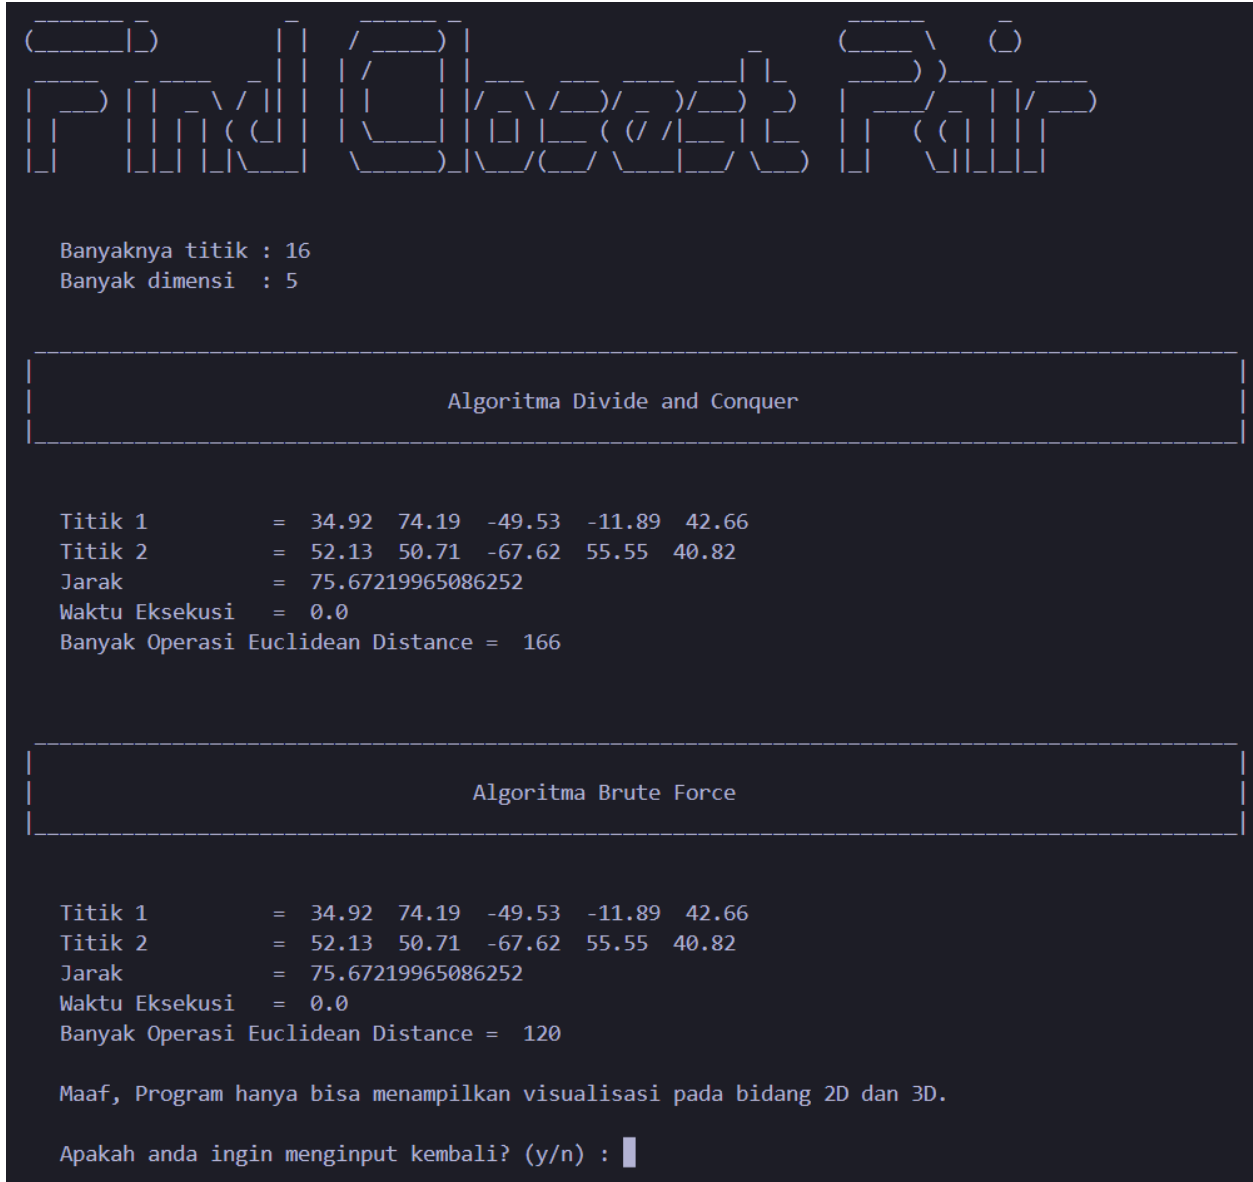 Find Closest Pair
Banyaknya titik : 16
Banyak dimensi  : 5
Algoritma Divide and Conquer
Titik 1          =  34.92  74.19  -49.53  -11.89  42.66
Titik 2          =  52.13  50.71  -67.62  55.55  40.82
Jarak            =  75.67219965086252
Waktu Eksekusi   =  0.0
Banyak Operasi Euclidean Distance =  166
Algoritma Brute Force
Titik 1          =  34.92  74.19  -49.53  -11.89  42.66
Titik 2          =  52.13  50.71  -67.62  55.55  40.82
Jarak            =  75.67219965086252
Waktu Eksekusi   =  0.0
Banyak Operasi Euclidean Distance =  120
Maaf, Program hanya bisa menampilkan visualisasi pada bidang 2D dan 3D.
Apakah anda ingin menginput kembali? (y/n) :